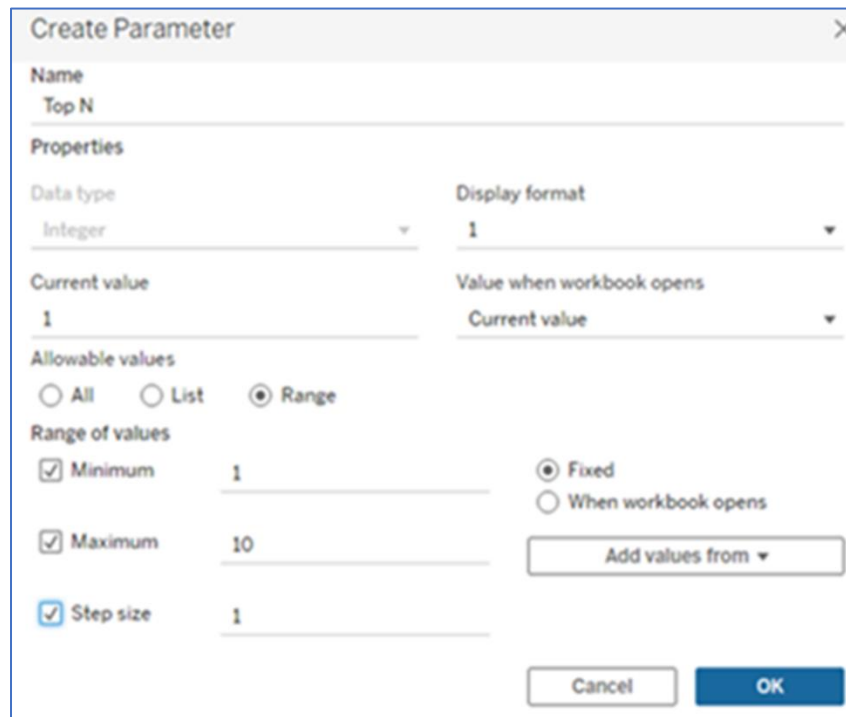 Create Parameter
Name
Top N
Properties
Data type
Display format
Integer
1
Current value
Value when workbook opens
1
Current value
Allowable values
All List Range
Range of values
Minimum 1
Fixed
When workbook opens
Maximum 10
Add values from
Step size 1
Cancel OK